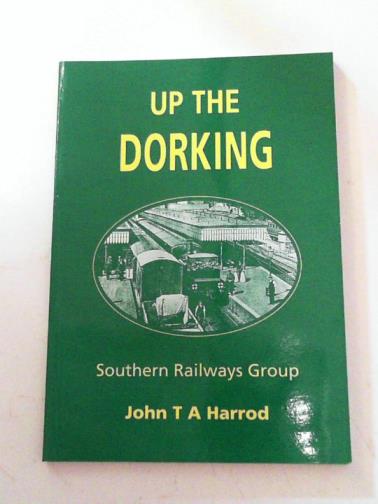 UP THE
DORKING
Southern Railways Group
John T A Harrod